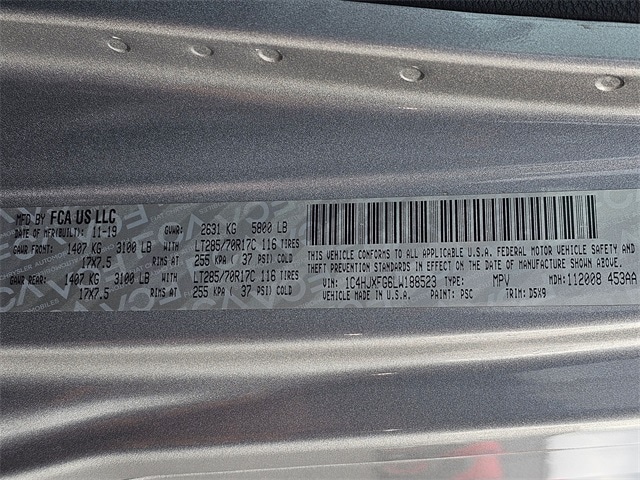 MFD BY FCA US LLC
DATE OF MFR(BUILT): 11-19 GVWR: 2631 KG 5800 LB
GAWR FRONT: 1407 KG 3100 LB WITH LT285/70R17C 116 TIRES
17X7.5 RIMS AT 255 KPA ( 37 PSI) COLD
GAWR REAR: 1407 KG 3100 LB WITH LT285/70R17C 116 TIRES
17X7.5 RIMS AT 255 KPA ( 37 PSI) COLD
THIS VEHICLE CONFORMS TO ALL APPLICABLE U.S.A. FEDERAL MOTOR VEHICLE SAFETY, AND
THEFT PREVENTION STANDARDS IN EFFECT ON THE DATE OF MANUFACTURE SHOWN ABOVE.
VIN: 1C4HJXFG6LW188523 TYPE: MPV MDH:112008 453AA
VEHICLE MADE IN U.S.A. PAINT: PSC TRIM: D5X9